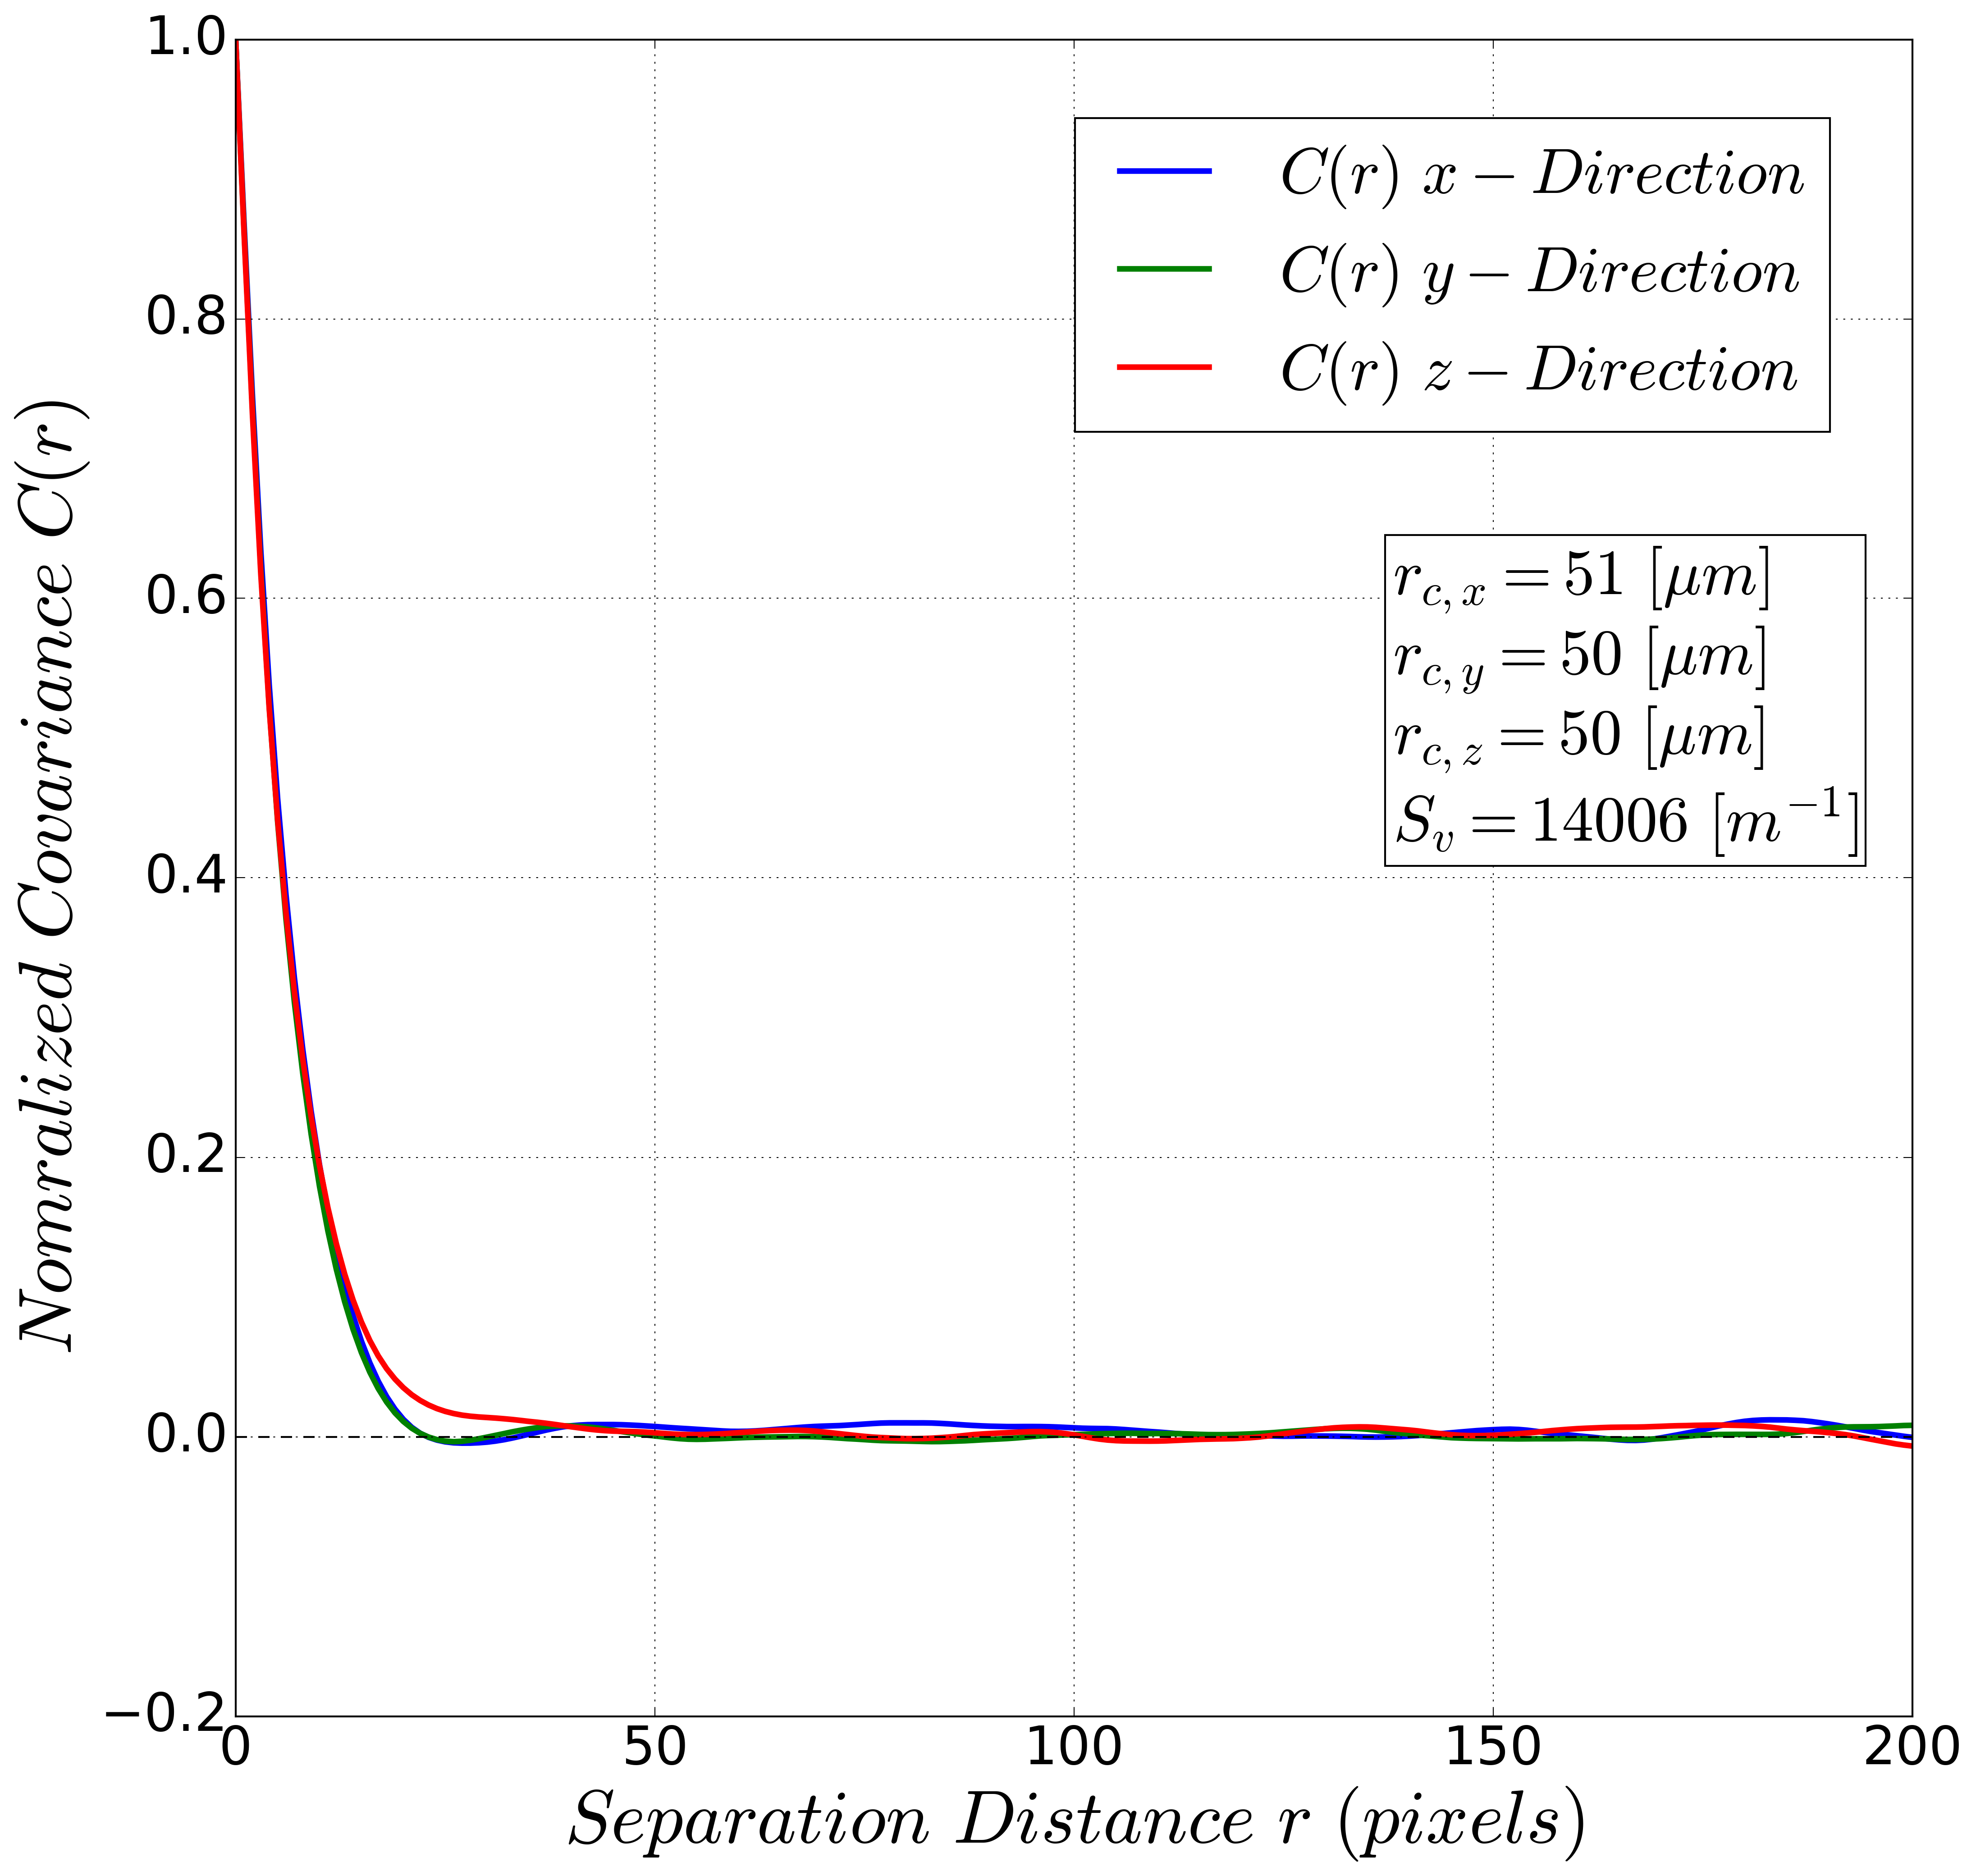 1.0
0.8
0.6
0.4
0.2
0.0
−0.2
0
50
100
150
200
Nomralized Covariance C(r)
Separation Distance r (pixels)
C(r) x − Direction
C(r) y − Direction
C(r) z − Direction
r_{c,x} = 51 [μm]
r_{c,y} = 50 [μm]
r_{c,z} = 50 [μm]
S_v = 14006 [m^{−1}]